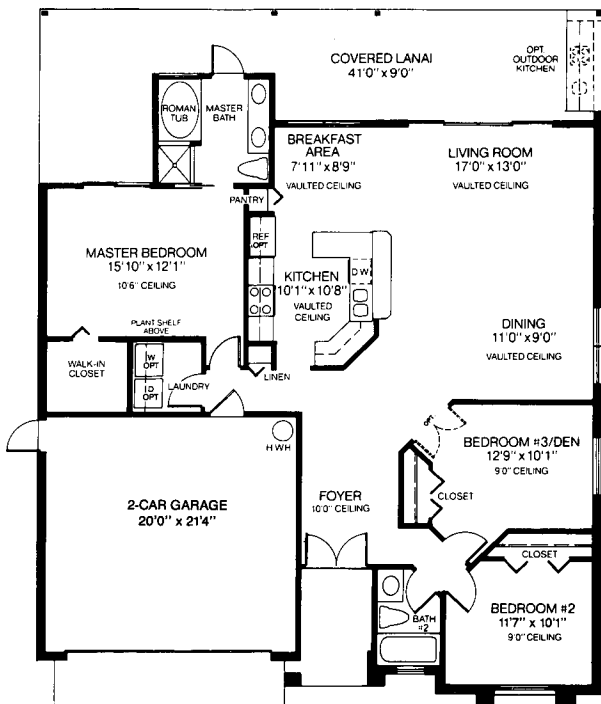 COVERED LANAI
41'0" x 9'0"
OPT.
OUTDOOR
KITCHEN
ROMAN
TUB
MASTER
BATH
BREAKFAST
AREA
7'11" x 8'9"
VAULTED CEILING
LIVING ROOM
17'0" x 13'0"
VAULTED CEILING
PANTRY
REF
OPT
MASTER BEDROOM
15'10" x 12'1"
10'6" CEILING
PLANT SHELF
ABOVE
KITCHEN
10'1" x 10'8"
VAULTED
CEILING
D W
DINING
11'0" x 9'0"
VAULTED CEILING
WALK-IN
CLOSET
W
OPT
D
OPT
LAUNDRY
LINEN
OPT
BEDROOM #3/DEN
12'9" x 10'1"
9'0" CEILING
CLOSET
H WH
2-CAR GARAGE
20'0" x 21'4"
FOYER
10'0" CEILING
CLOSET
BEDROOM #2
11'7" x 10'1"
9'0" CEILING
BATH
#2